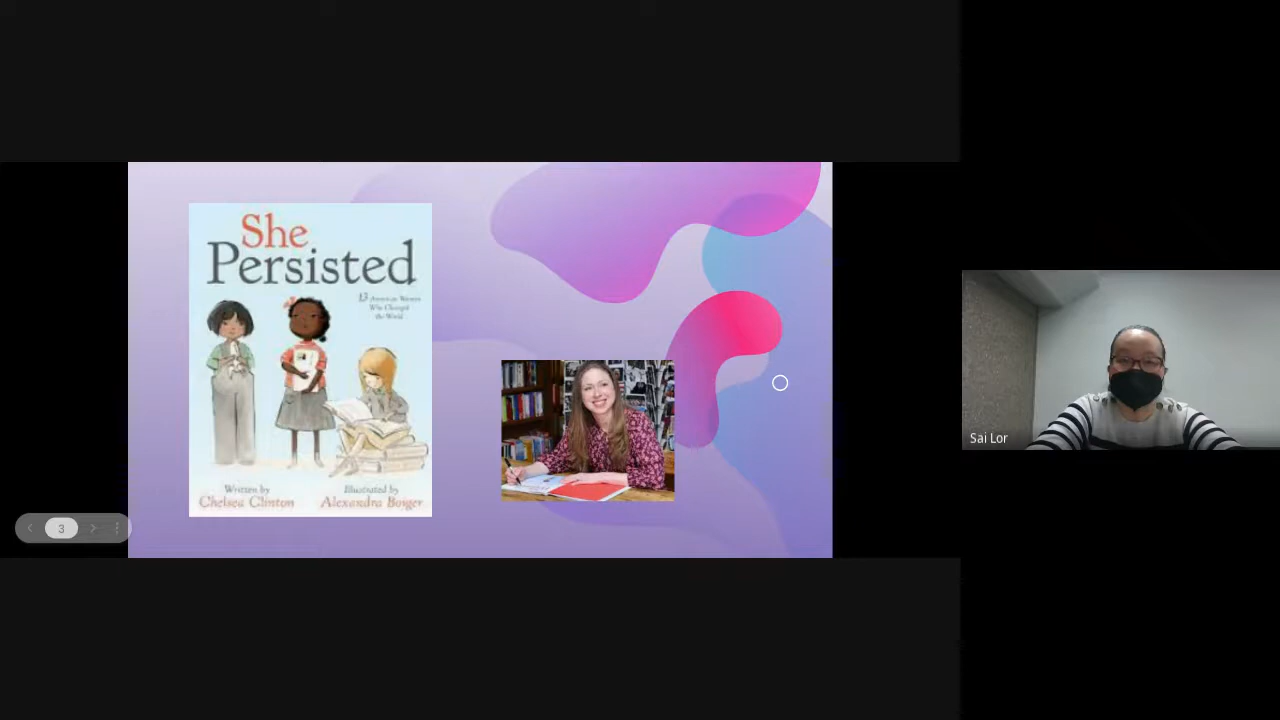 She
Persisted
13 American Women
Who Changed
the World
Written by
Chelsea Clinton
Illustrated by
Alexandra Boiger
3
Sai Lor